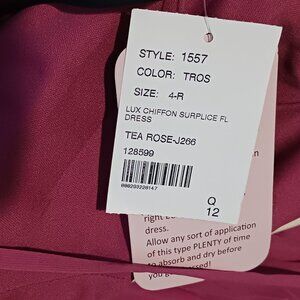 STYLE: 1557
COLOR: TROS
SIZE: 4-R
LUX CHIFFON SURPLICE FL
DRESS
TEA ROSE-J266
128599
Q
12
right
dress.
Allow any sort of application
of this type PLENTY of time
to absorb and dry before